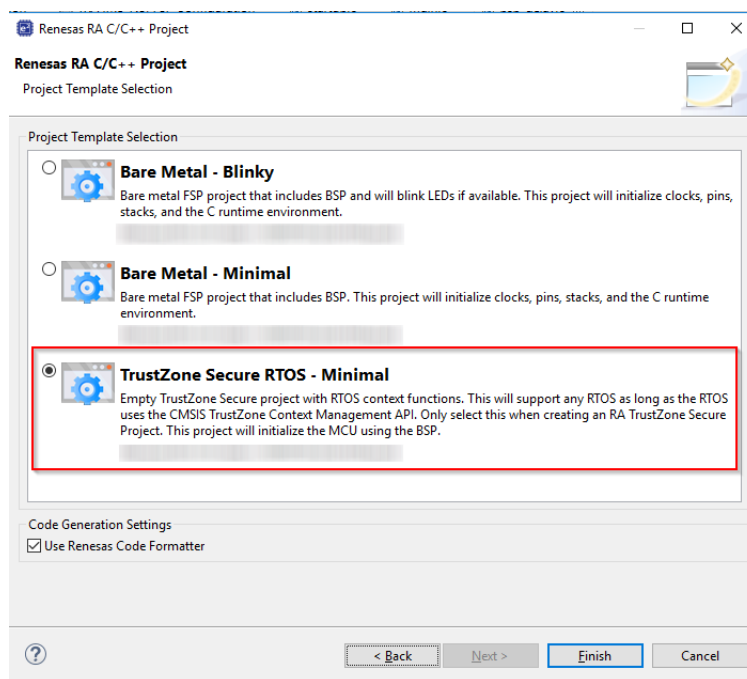 Renesas RA C/C++ Project
Renesas RA C/C++ Project
Project Template Selection
Project Template Selection
Bare Metal - Blinky
Bare metal FSP project that includes BSP and will blink LEDs if available. This project will initialize clocks, pins,
stacks, and the C runtime environment.
Bare Metal - Minimal
Bare metal FSP project that includes BSP. This project will initialize clocks, pins, stacks, and the C runtime
environment.
TrustZone Secure RTOS - Minimal
Empty TrustZone Secure project with RTOS context functions. This will support any RTOS as long as the RTOS
uses the CMSIS TrustZone Context Management API. Only select this when creating an RA TrustZone Secure
Project. This project will initialize the MCU using the BSP.
Code Generation Settings
Use Renesas Code Formatter
< Back Next > Finish Cancel